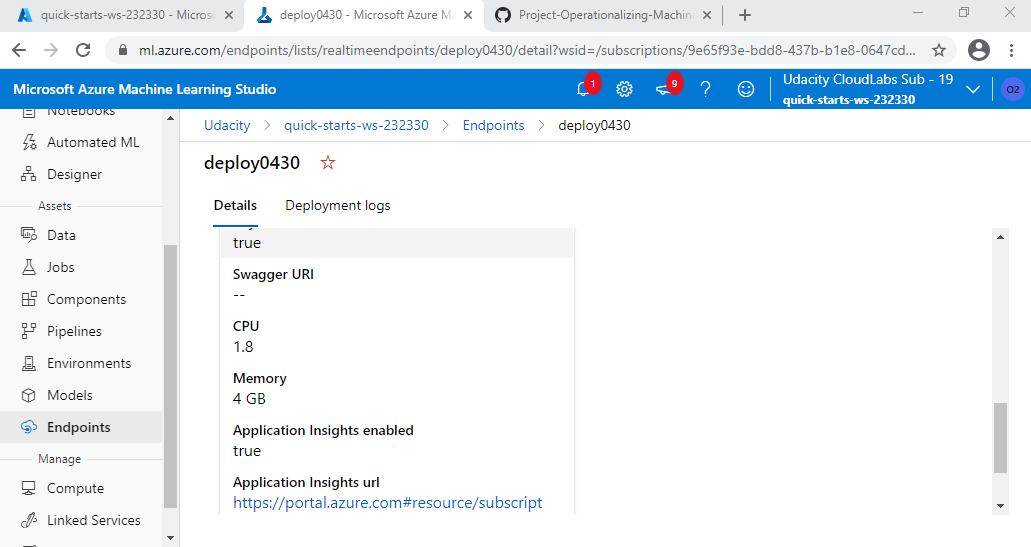 quick-starts-ws-232330 - Microso
deploy0430 - Microsoft Azure Ma
Project-Operationalizing-Machin
ml.azure.com/endpoints/lists/realtimeendpoints/deploy0430/detail?wsid=/subscriptions/9e65f93e-bdd8-437b-b1e8-0647cd...
Microsoft Azure Machine Learning Studio
1
9
Udacity CloudLabs Sub - 19
quick-starts-ws-232330
O2
Notebooks
Automated ML
Designer
Assets
Data
Jobs
Components
Pipelines
Environments
Models
Endpoints
Manage
Compute
Linked Services
Udacity > quick-starts-ws-232330 > Endpoints > deploy0430
deploy0430
Details Deployment logs
true
Swagger URI
--
CPU
1.8
Memory
4 GB
Application Insights enabled
true
Application Insights url
https://portal.azure.com#resource/subscript